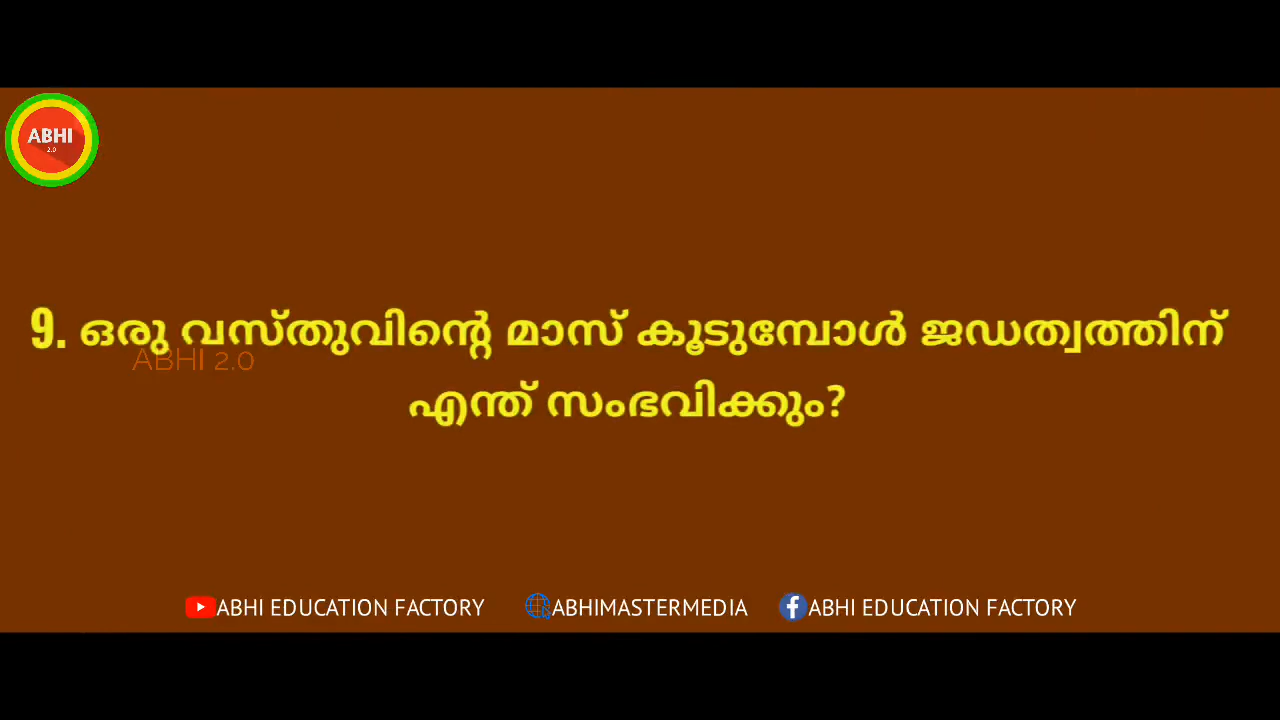 ABHI
2.0
9. ഒരു വസ്തുവിന്റെ മാസ് കൂടുമ്പോൾ ജഡത്വത്തിന്
ABHI 2.0
എന്ത് സംഭവിക്കും?
ABHI EDUCATION FACTORY ABHIMASTERMEDIA ABHI EDUCATION FACTORY